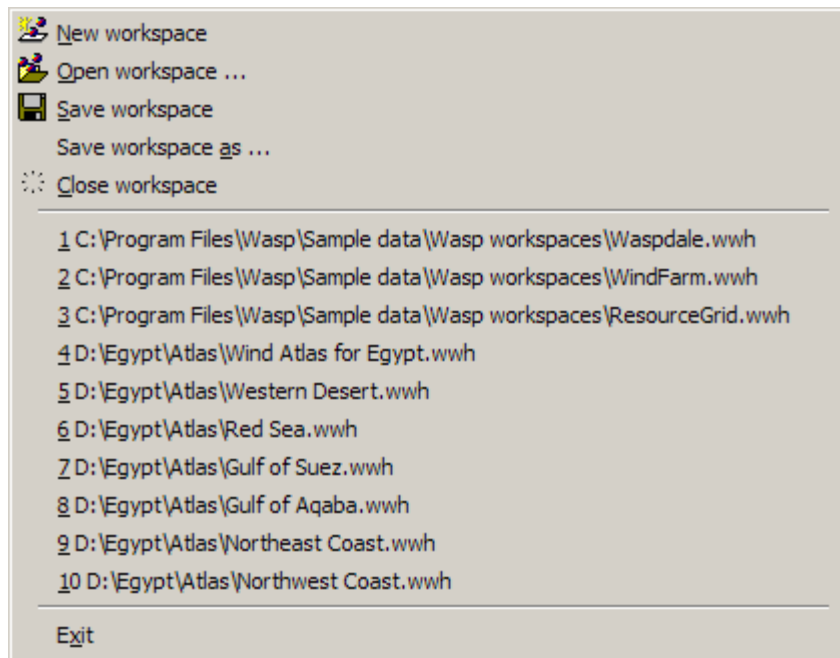 New workspace
Open workspace ...
Save workspace
Save workspace as ...
Close workspace
1 C:\Program Files\Wasp\Sample data\Wasp workspaces\Waspdale.wwh
2 C:\Program Files\Wasp\Sample data\Wasp workspaces\WindFarm.wwh
3 C:\Program Files\Wasp\Sample data\Wasp workspaces\ResourceGrid.wwh
4 D:\Egypt\Atlas\Wind Atlas for Egypt.wwh
5 D:\Egypt\Atlas\Western Desert.wwh
6 D:\Egypt\Atlas\Red Sea.wwh
7 D:\Egypt\Atlas\Gulf of Suez.wwh
8 D:\Egypt\Atlas\Gulf of Aqaba.wwh
9 D:\Egypt\Atlas\Northeast Coast.wwh
10 D:\Egypt\Atlas\Northwest Coast.wwh
Exit